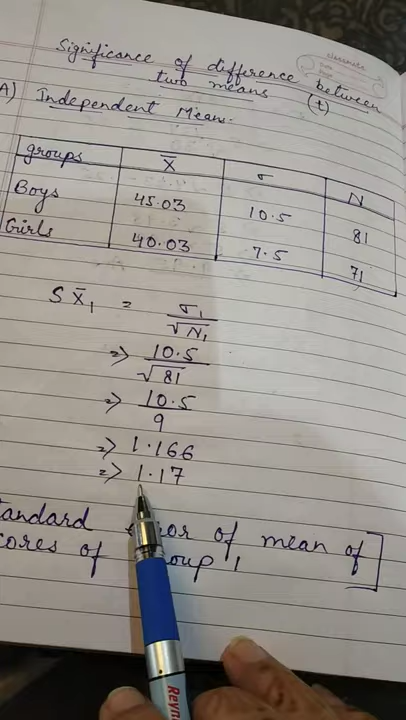 Significance of difference between
two means (t)
A) Independent Means.
groups X̄ σ N
Boys 45.03 10.5 81
Girls 40.03 7.5 71
S X̄₁ = σ₁
√N₁
=> 10.5
√81
=> 10.5
9
=> 1.166
=> 1.17
tandard or of mean of
cores of oup 1
Reyn